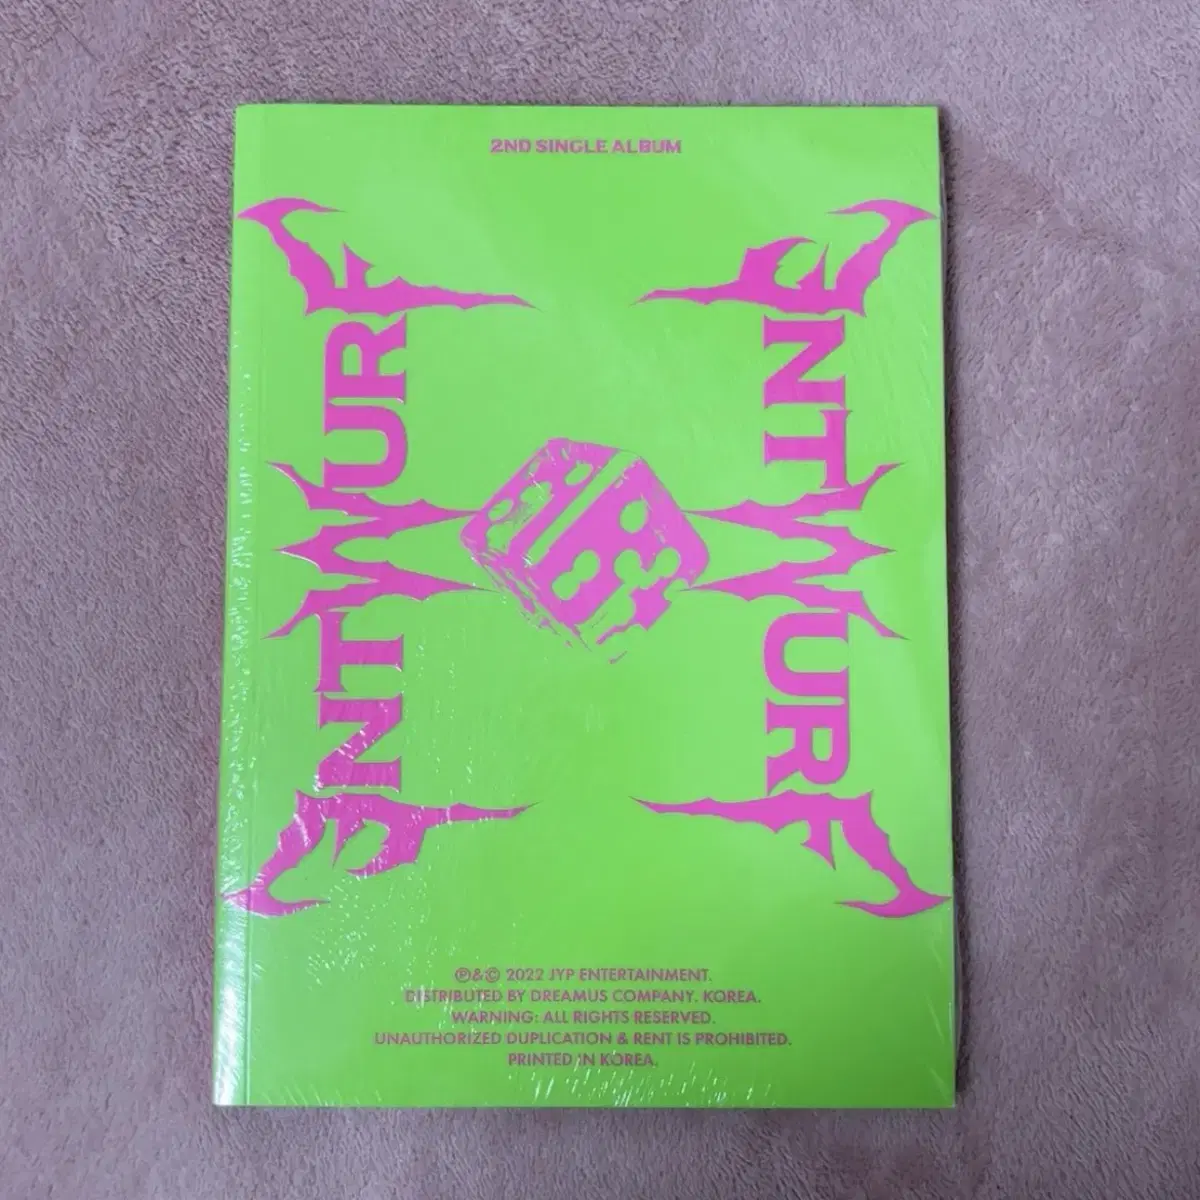 2ND SINGLE ALBUM
ENTWURF
ENTWURF
℗&© 2022 JYP ENTERTAINMENT.
DISTRIBUTED BY DREAMUS COMPANY. KOREA.
WARNING: ALL RIGHTS RESERVED.
UNAUTHORIZED DUPLICATION & RENT IS PROHIBITED.
PRINTED IN KOREA.